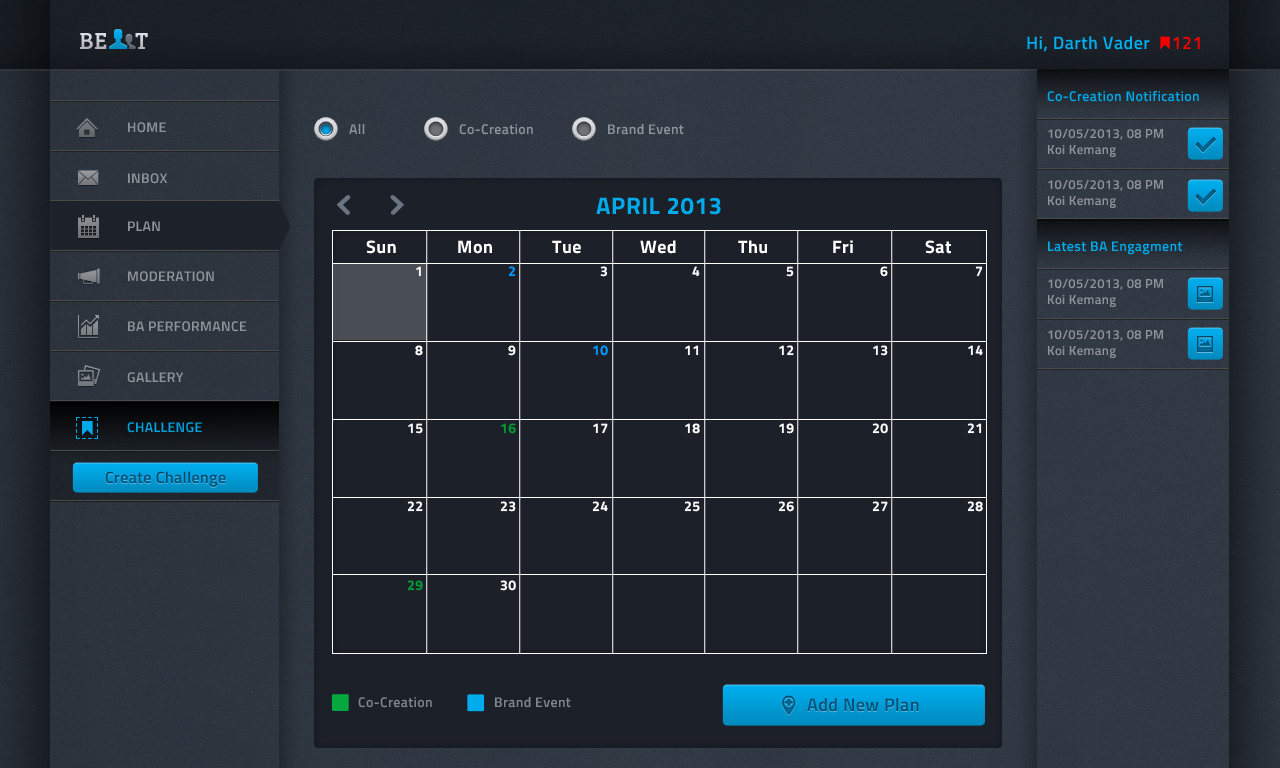 BE T
Hi, Darth Vader 121
HOME
INBOX
PLAN
MODERATION
BA PERFORMANCE
GALLERY
CHALLENGE
Create Challenge
All Co-Creation Brand Event
APRIL 2013
Sun Mon Tue Wed Thu Fri Sat
1 2 3 4 5 6 7
8 9 10 11 12 13 14
15 16 17 18 19 20 21
22 23 24 25 26 27 28
29 30
Co-Creation Brand Event
Add New Plan
Co-Creation Notification
10/05/2013, 08 PM
Koi Kemang
10/05/2013, 08 PM
Koi Kemang
Latest BA Engagment
10/05/2013, 08 PM
Koi Kemang
10/05/2013, 08 PM
Koi Kemang